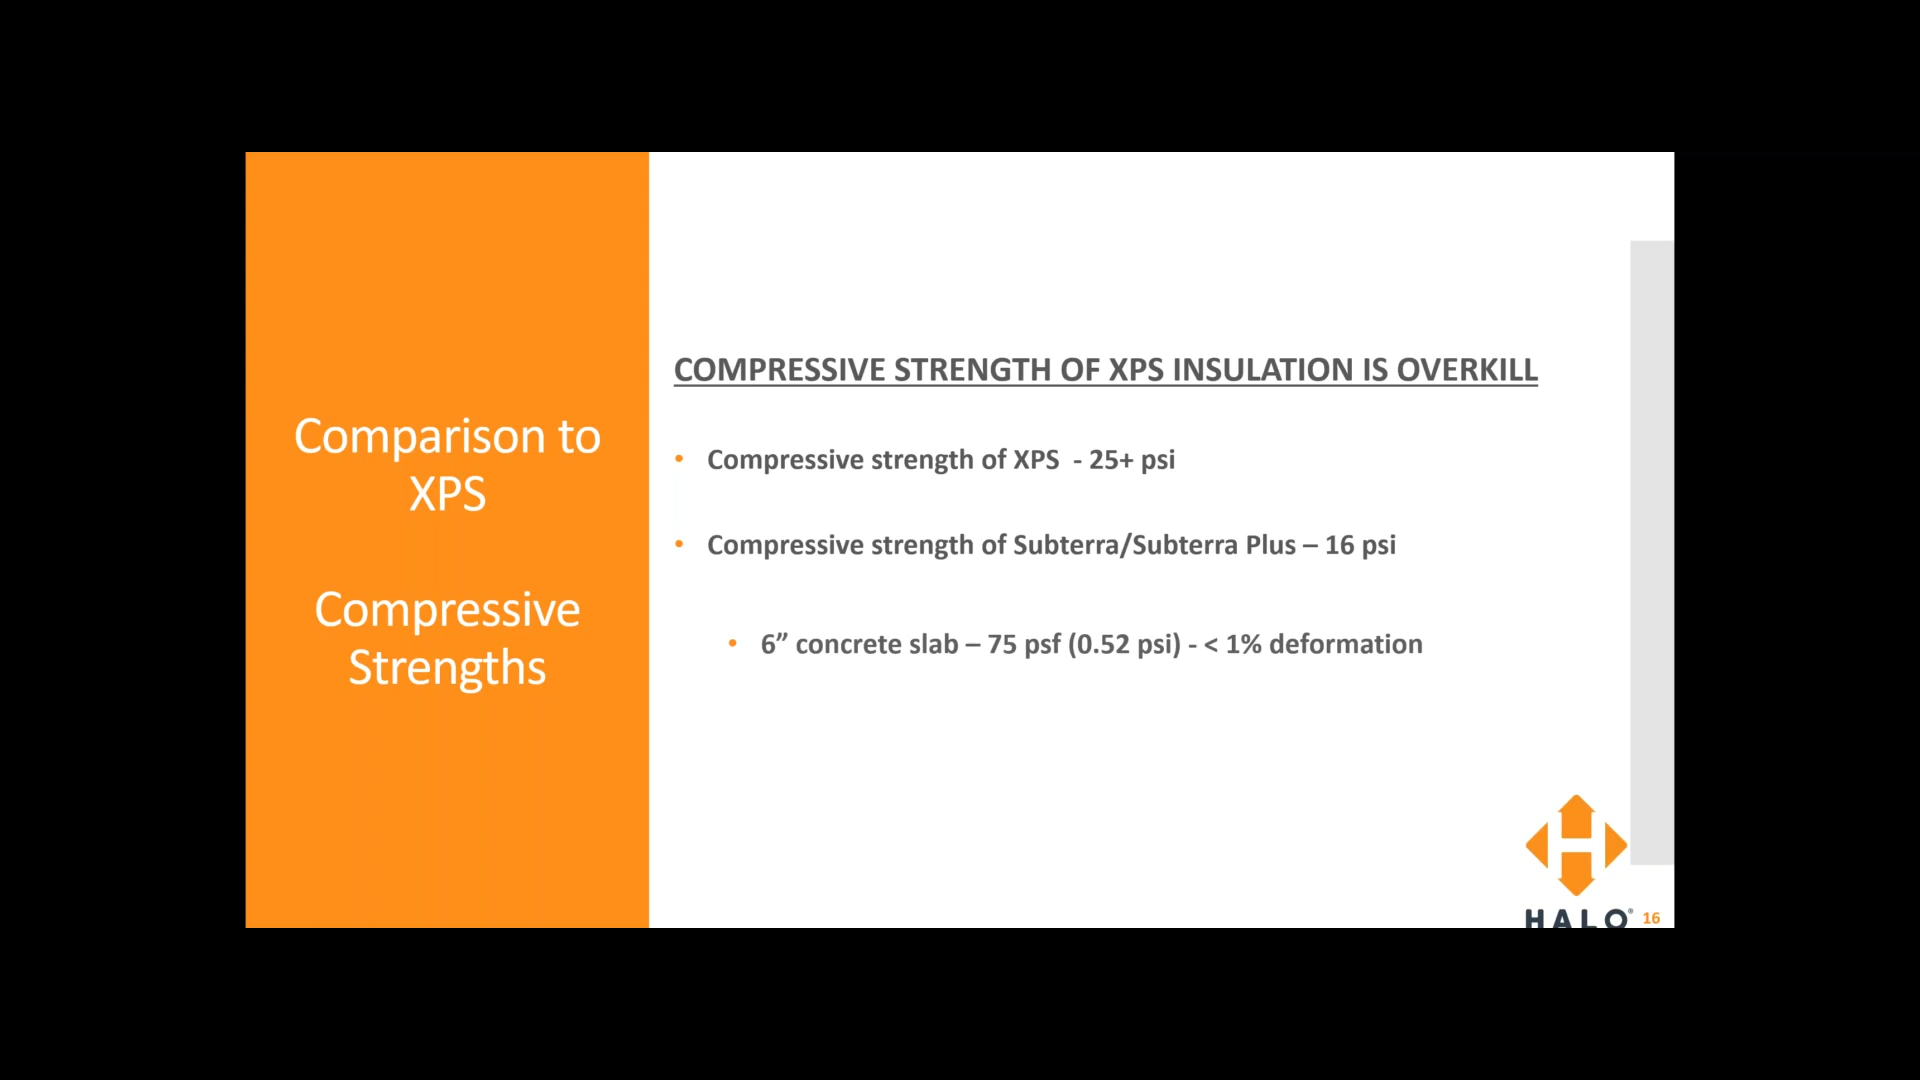 Comparison to
XPS
Compressive
Strengths
COMPRESSIVE STRENGTH OF XPS INSULATION IS OVERKILL
• Compressive strength of XPS - 25+ psi
• Compressive strength of Subterra/Subterra Plus – 16 psi
• 6” concrete slab – 75 psf (0.52 psi) - < 1% deformation
HALO®
16